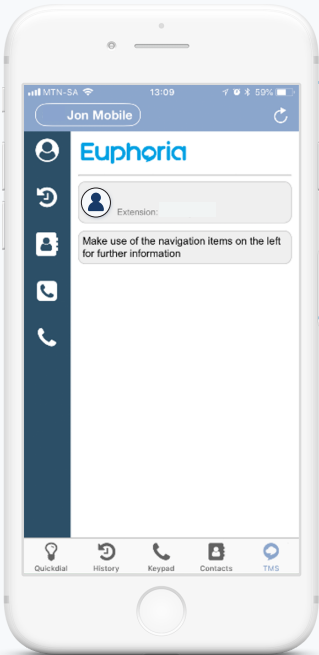 MTN-SA 13:09 59%
Jon Mobile
Euphoria
Extension:
Make use of the navigation items on the left
for further information
Quickdial History Keypad Contacts TMS